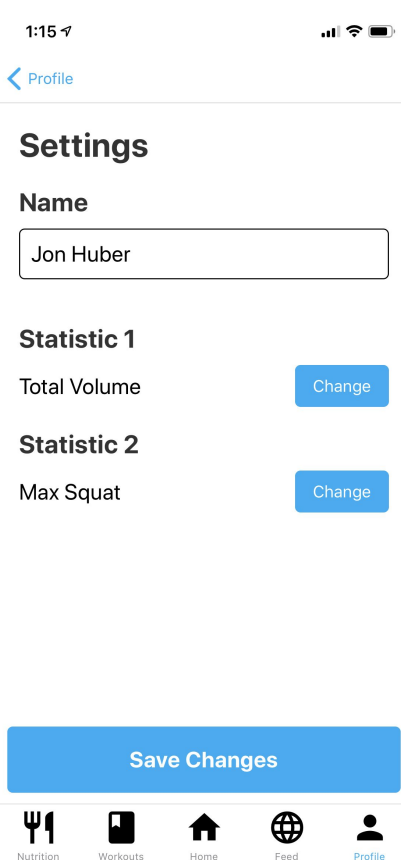 1:15
Profile
Settings
Name
Jon Huber
Statistic 1
Total Volume
Change
Statistic 2
Max Squat
Change
Save Changes
Nutrition
Workouts
Home
Feed
Profile